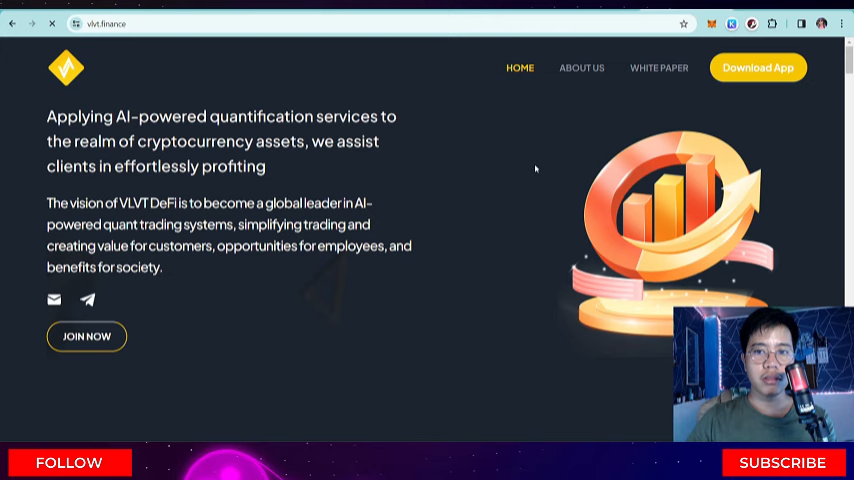 vlvt.finance
HOME ABOUT US WHITE PAPER Download App
Applying AI-powered quantification services to
the realm of cryptocurrency assets, we assist
clients in effortlessly profiting
The vision of VLVT DeFi is to become a global leader in AI-
powered quant trading systems, simplifying trading and
creating value for customers, opportunities for employees, and
benefits for society.
JOIN NOW
FOLLOW
SUBSCRIBE